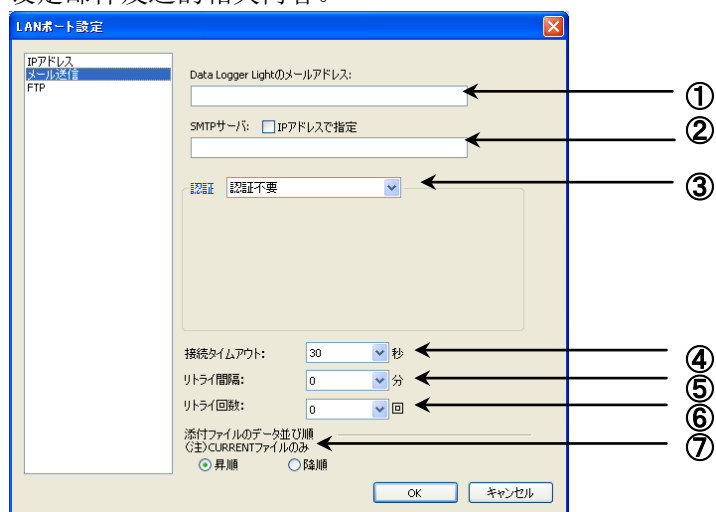 LANポート設定
IPアドレス
メール送信
FTP
Data Logger Lightのメールアドレス:
①
SMTPサーバ: IPアドレスで指定
②
認証 認証不要
③
接続タイムアウト: 30 秒
④
リトライ間隔: 0 分
⑤
リトライ回数: 0 回
⑥
添付ファイルのデータ並び順
(注)CURRENTファイルのみ
⑦
昇順 降順
OK キャンセル